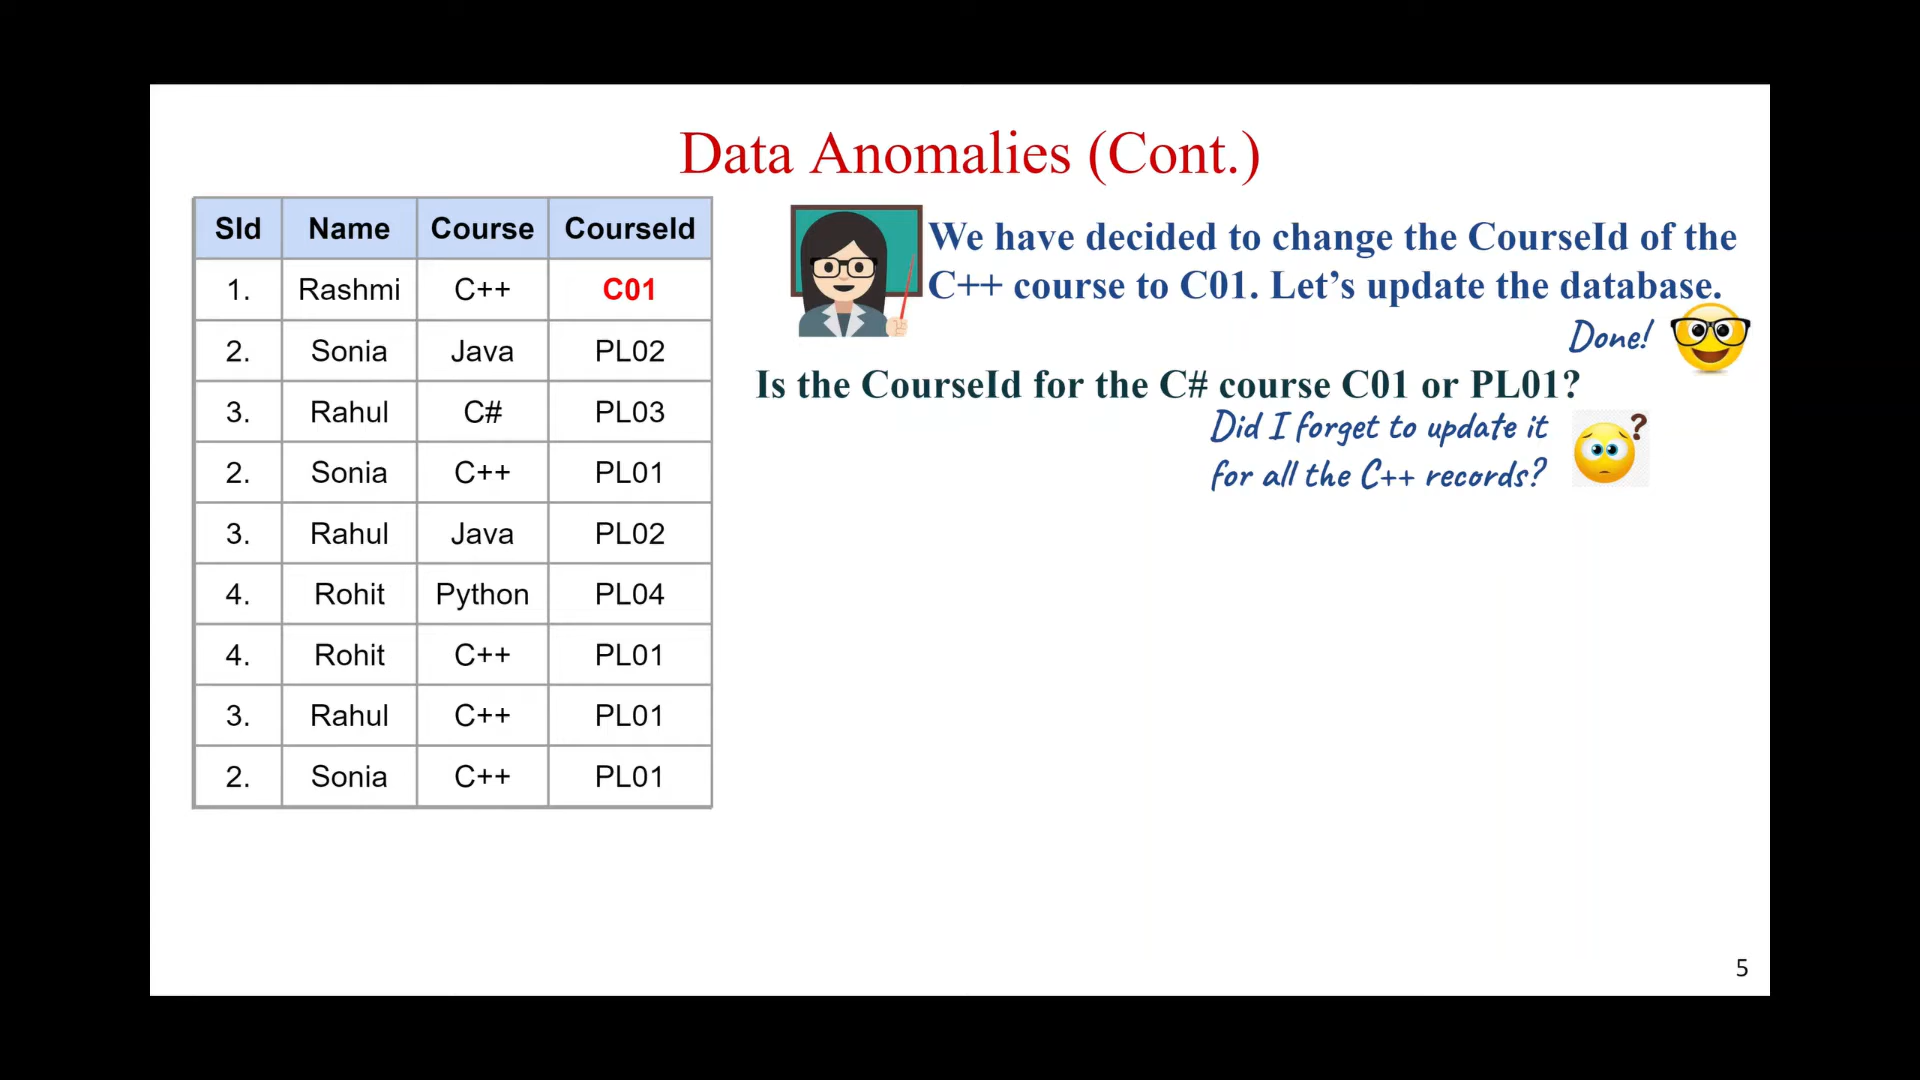 Data Anomalies (Cont.)
SId Name Course CourseId
1. Rashmi C++ C01
2. Sonia Java PL02
3. Rahul C# PL03
2. Sonia C++ PL01
3. Rahul Java PL02
4. Rohit Python PL04
4. Rohit C++ PL01
3. Rahul C++ PL01
2. Sonia C++ PL01
We have decided to change the CourseId of the
C++ course to C01. Let’s update the database.
Done!
Is the CourseId for the C# course C01 or PL01?
Did I forget to update it
for all the C++ records?
?
5